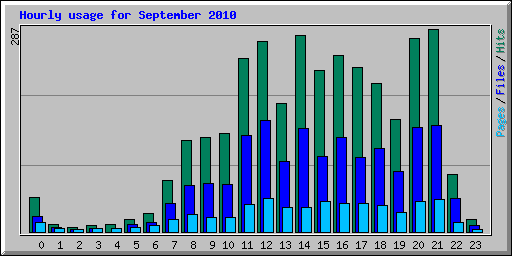 Hourly usage for September 2010
287
Pages / Files / Hits
0 1 2 3 4 5 6 7 8 9 10 11 12 13 14 15 16 17 18 19 20 21 22 23